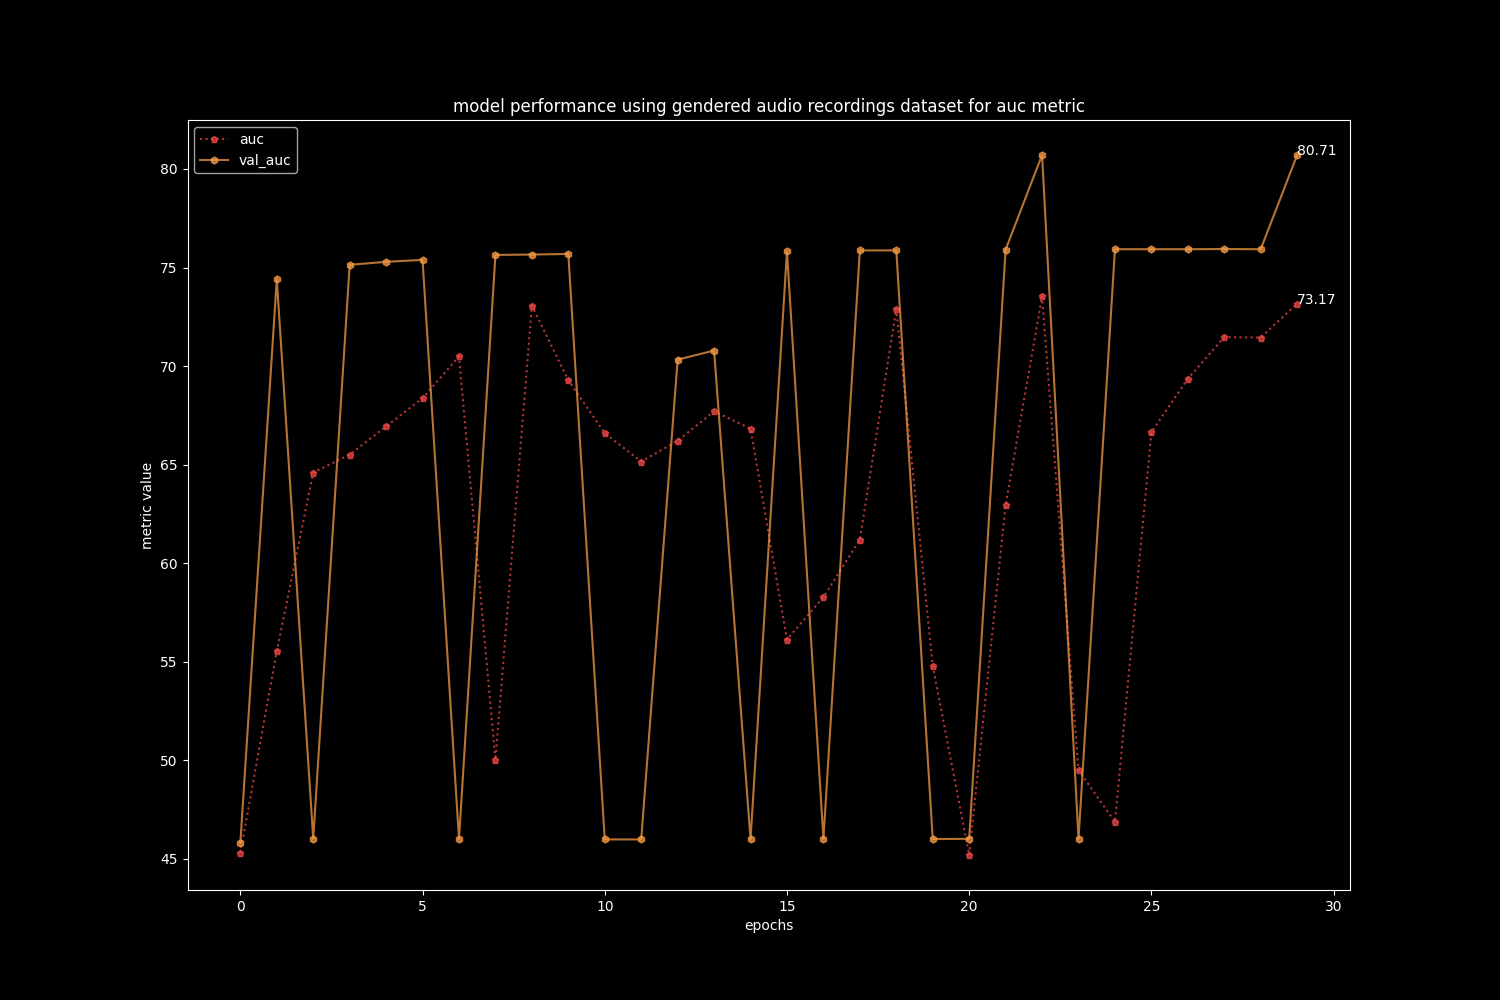 model performance using gendered audio recordings dataset for auc metric
auc
val_auc
80.71
73.17
80
75
70
65
60
55
50
45
metric value
0 5 10 15 20 25 30
epochs